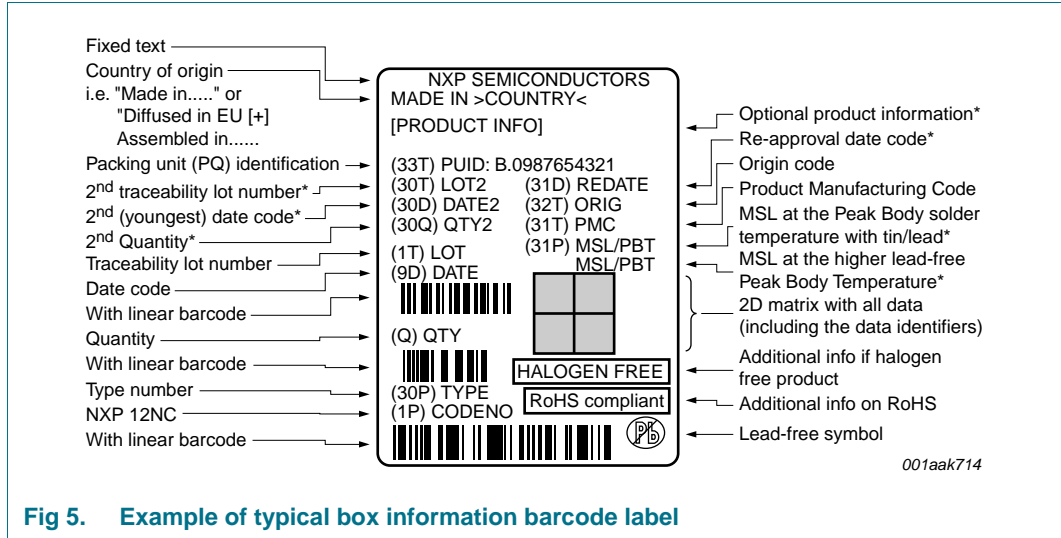 Fixed text
Country of origin
i.e. "Made in....." or
"Diffused in EU [+]
Assembled in......
Packing unit (PQ) identification
2nd traceability lot number*
2nd (youngest) date code*
2nd Quantity*
Traceability lot number
Date code
With linear barcode
Quantity
With linear barcode
Type number
NXP 12NC
With linear barcode
NXP SEMICONDUCTORS
MADE IN >COUNTRY<
[PRODUCT INFO]
(33T) PUID: B.0987654321
(30T) LOT2 (31D) REDATE
(30D) DATE2 (32T) ORIG
(30Q) QTY2 (31T) PMC
(31P) MSL/PBT
(1T) LOT
MSL/PBT
(9D) DATE
(Q) QTY
HALOGEN FREE
(30P) TYPE
RoHS compliant
(1P) CODENO
Pb
Optional product information*
Re-approval date code*
Origin code
Product Manufacturing Code
MSL at the Peak Body solder
temperature with tin/lead*
MSL at the higher lead-free
Peak Body Temperature*
2D matrix with all data
(including the data identifiers)
Additional info if halogen
free product
Additional info on RoHS
Lead-free symbol
001aak714
Fig 5. Example of typical box information barcode label